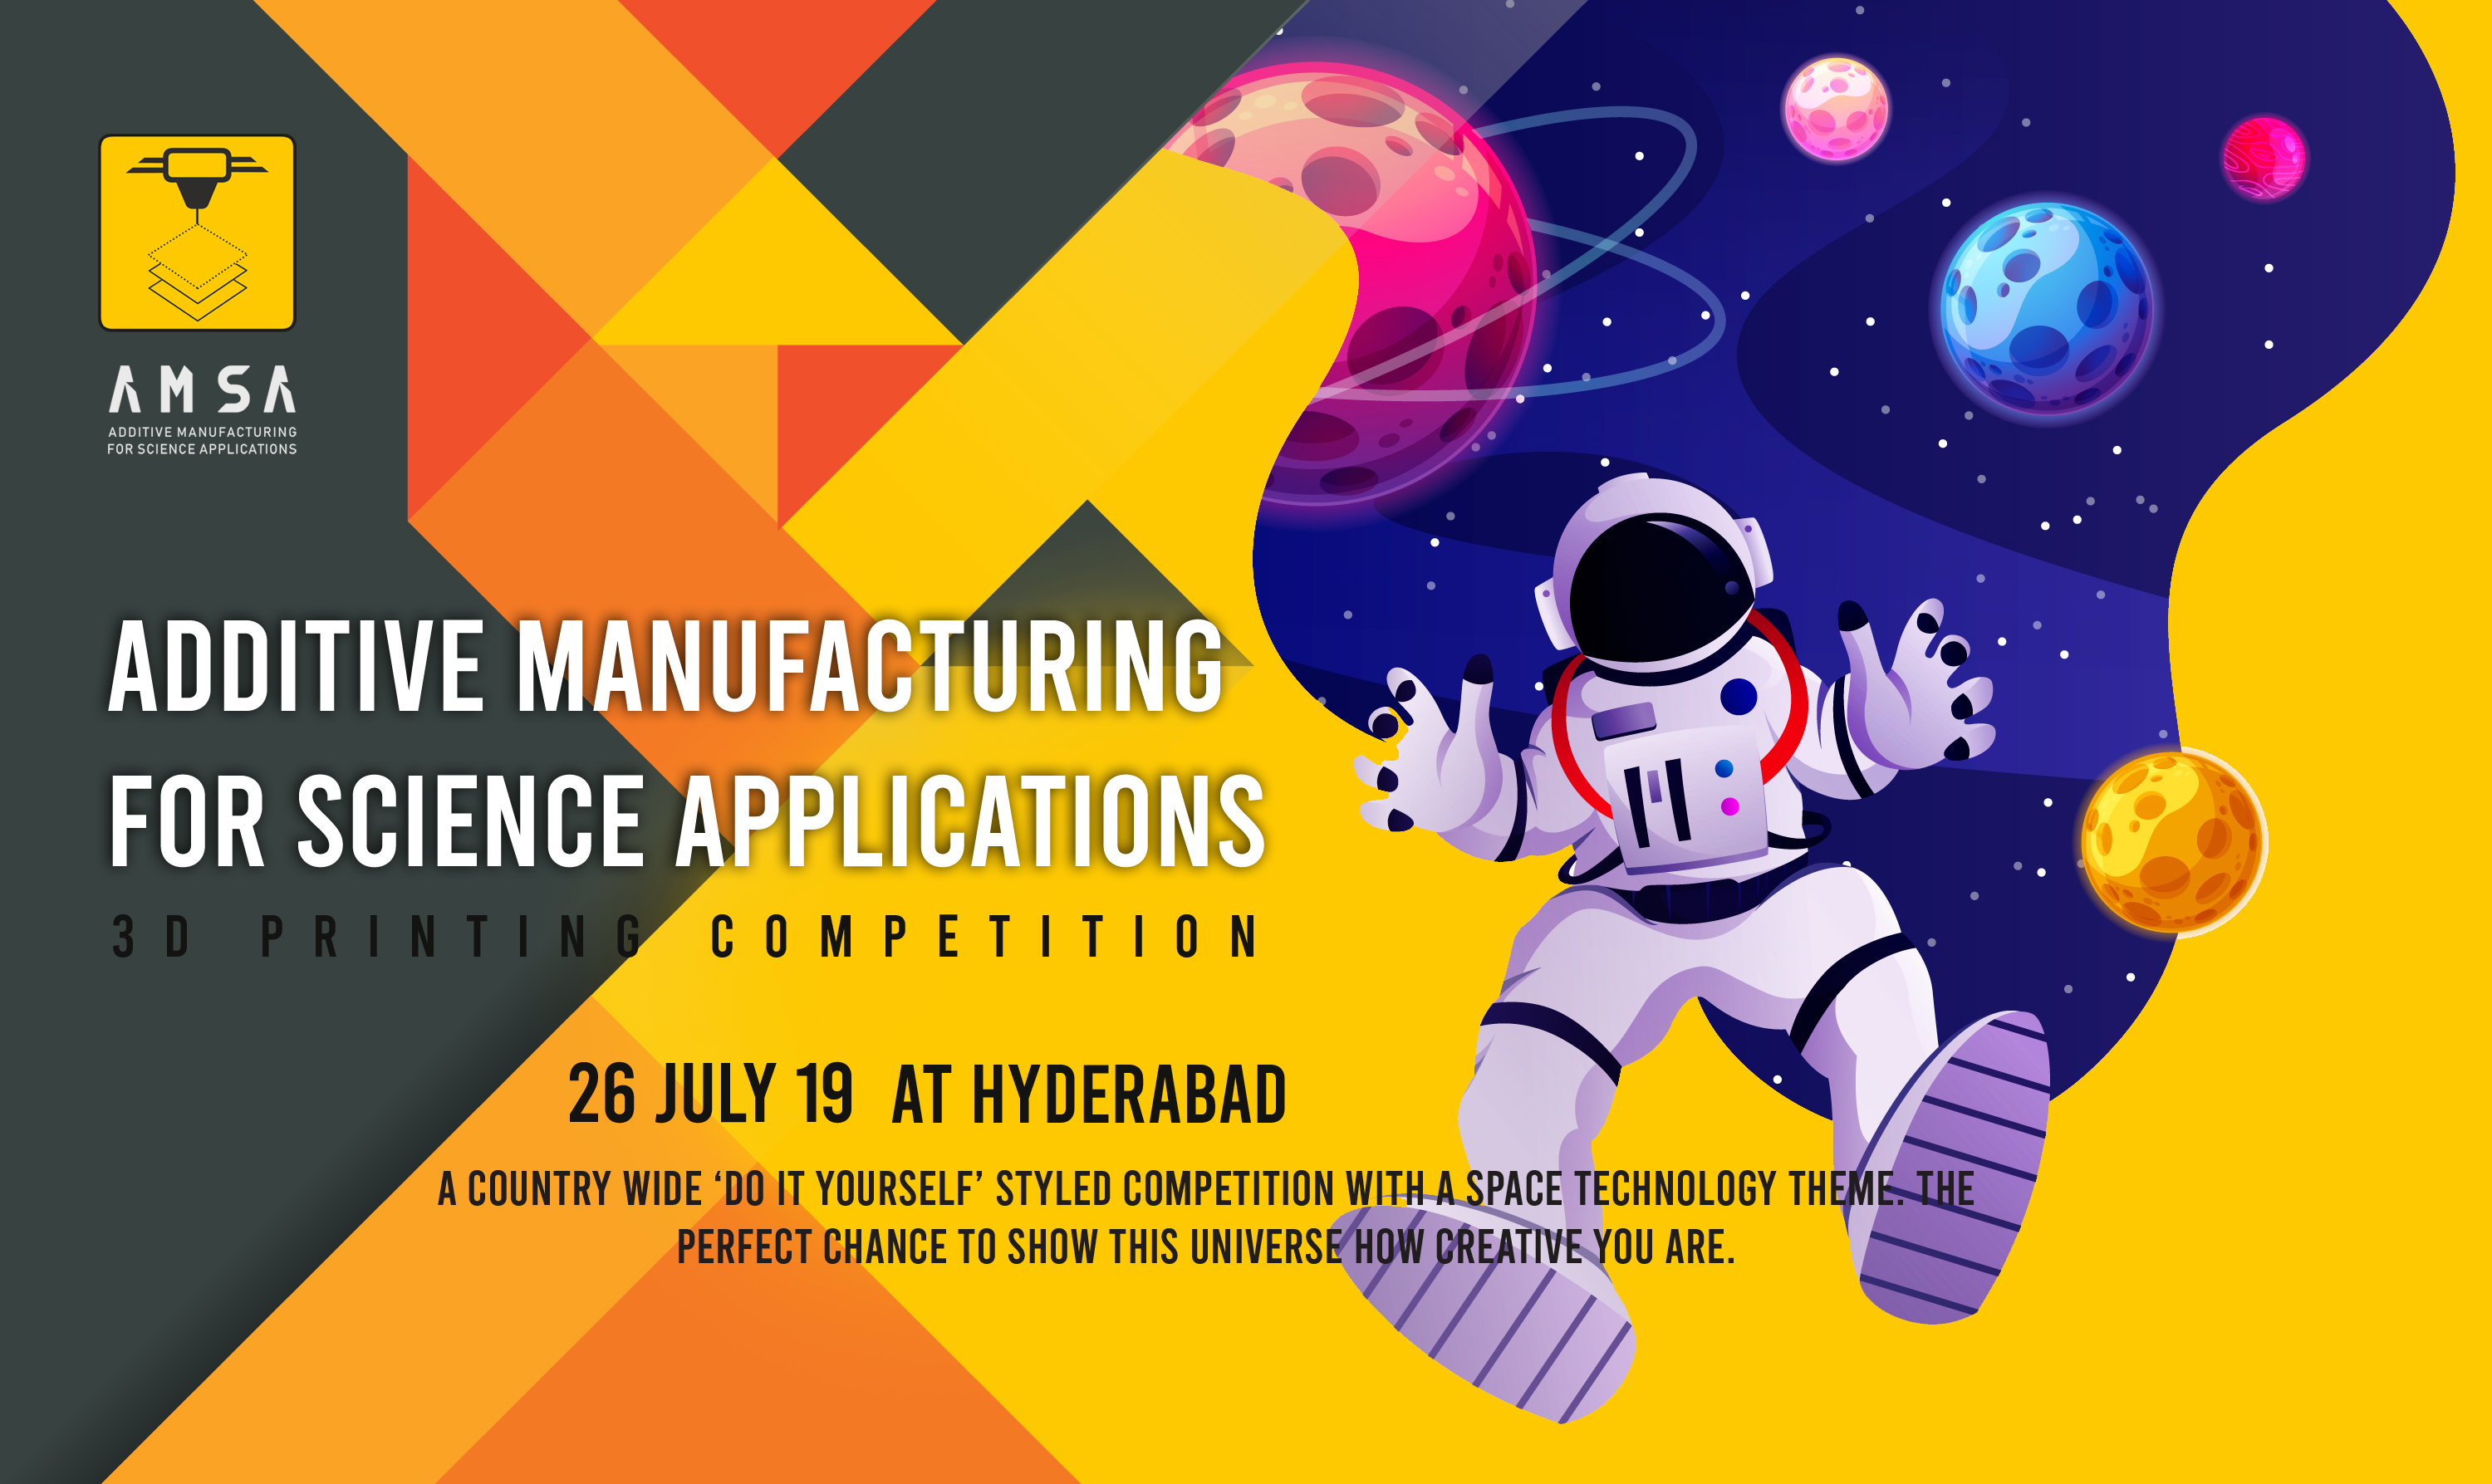 AMSA
ADDITIVE MANUFACTURING
FOR SCIENCE APPLICATIONS
ADDITIVE MANUFACTURING
FOR SCIENCE APPLICATIONS
3D PRINTING COMPETITION
26 JULY 19 AT HYDERABAD
A COUNTRY WIDE ‘DO IT YOURSELF’ STYLED COMPETITION WITH A SPACE TECHNOLOGY THEME. THE
PERFECT CHANCE TO SHOW THIS UNIVERSE HOW CREATIVE YOU ARE.